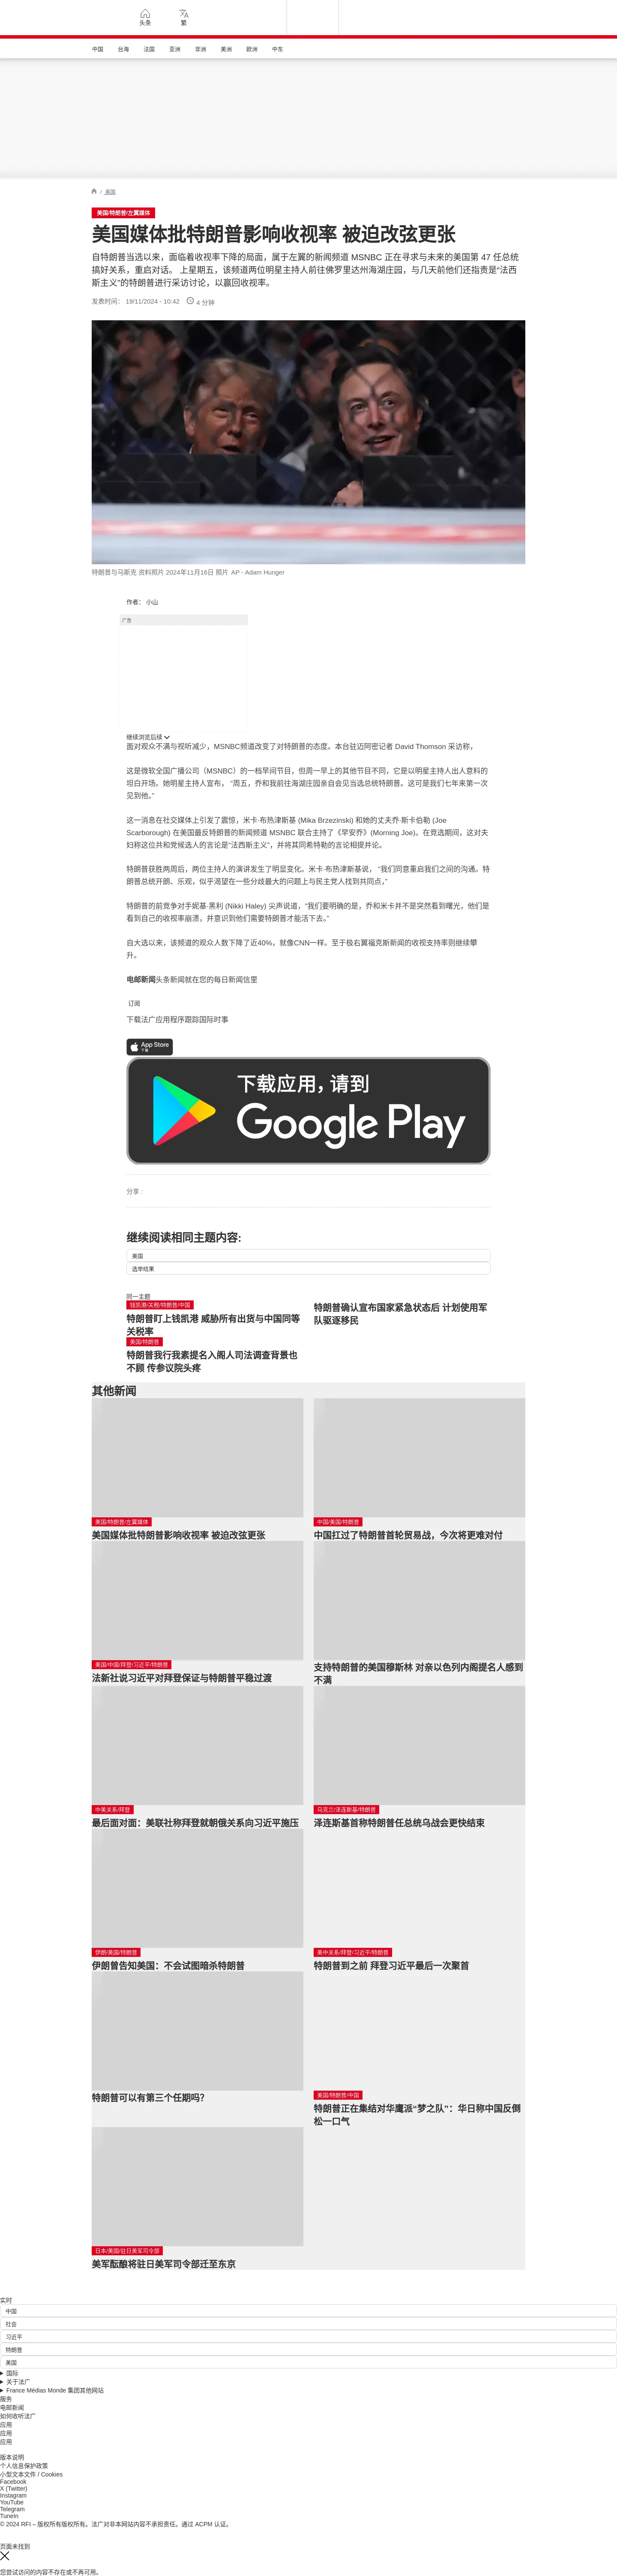 头条
繁
中国
台海
法国
亚洲
非洲
美洲
欧洲
中东
/ 美国
美国/特朗普/左翼媒体
美国媒体批特朗普影响收视率 被迫改弦更张
自特朗普当选以来，面临着收视率下降的局面，属于左翼的新闻频道 MSNBC 正在寻求与未来的美国第 47 任总统
搞好关系，重启对话。 上星期五，该频道两位明星主持人前往佛罗里达州海湖庄园，与几天前他们还指责是“法西
斯主义”的特朗普进行采访讨论，以赢回收视率。
发表时间： 19/11/2024 - 10:42
4 分钟
特朗普与马斯克 资料照片 2024年11月16日 照片 AP - Adam Hunger
作者： 小山
广告
继续浏览后续
面对观众不满与视听减少，MSNBC频道改变了对特朗普的态度。本台驻迈阿密记者 David Thomson 采访称，
这是微软全国广播公司（MSNBC）的一档早间节目，但周一早上的其他节目不同，它是以明星主持人出人意料的
坦白开场。她明星主持人宣布， “周五，乔和我前往海湖庄园亲自会见当选总统特朗普。这可是我们七年来第一次
见到他。”
这一消息在社交媒体上引发了震惊，米卡·布热津斯基 (Mika Brzezinski) 和她的丈夫乔·斯卡伯勒 (Joe
Scarborough) 在美国最反特朗普的新闻频道 MSNBC 联合主持了《早安乔》(Morning Joe)。在竞选期间，这对夫
妇称这位共和党候选人的言论是“法西斯主义”，并将其同希特勒的言论相提并论。
特朗普获胜两周后，两位主持人的演讲发生了明显变化。米卡·布热津斯基说， “我们同意重启我们之间的沟通。特
朗普总统开朗、乐观，似乎渴望在一些分歧最大的问题上与民主党人找到共同点，”
特朗普的前竞争对手妮基·黑利 (Nikki Haley) 尖声说道，“我们要明确的是，乔和米卡并不是突然看到曙光，他们是
看到自己的收视率崩溃，并意识到他们需要特朗普才能活下去。”
自大选以来，该频道的观众人数下降了近40%，就像CNN一样。至于极右翼福克斯新闻的收视支持率则继续攀
升。
电邮新闻头条新闻就在您的每日新闻信里
订阅
下载法广应用程序跟踪国际时事
App Store
下载
下载应用，请到
Google Play
分享 :
继续阅读相同主题内容:
美国
选举结果
同一主题
钱凯港/关税/特朗普/中国
特朗普盯上钱凯港 威胁所有出货与中国同等
关税率
特朗普确认宣布国家紧急状态后 计划使用军
队驱逐移民
美国/特朗普
特朗普我行我素提名入阁人司法调查背景也
不顾 传参议院头疼
其他新闻
美国/特朗普/左翼媒体
美国媒体批特朗普影响收视率 被迫改弦更张
中国/美国/特朗普
中国扛过了特朗普首轮贸易战，今次将更难对付
美国/中国/拜登/习近平/特朗普
法新社说习近平对拜登保证与特朗普平稳过渡
支持特朗普的美国穆斯林 对亲以色列内阁提名人感到
不满
中美关系/拜登
最后面对面：美联社称拜登就朝俄关系向习近平施压
乌克兰/泽连斯基/特朗普
泽连斯基首称特朗普任总统乌战会更快结束
伊朗/美国/特朗普
伊朗曾告知美国：不会试图暗杀特朗普
美中关系/拜登/习近平/特朗普
特朗普到之前 拜登习近平最后一次聚首
特朗普可以有第三个任期吗？
美国/特朗普/中国
特朗普正在集结对华鹰派“梦之队”：华日称中国反倒
松一口气
日本/美国/驻日美军司令部
美军酝酿将驻日美军司令部迁至东京
实时
中国
社会
习近平
特朗普
美国
国际
关于法广
France Médias Monde 集团其他网站
服务
电邮新闻
如何收听法广
应用
应用
应用
版本说明
个人信息保护政策
小型文本文件 / Cookies
Facebook
X (Twitter)
Instagram
YouTube
Telegram
TuneIn
© 2024 RFI – 版权所有版权所有。法广对非本网站内容不承担责任。通过 ACPM 认证。
页面未找到
您尝试访问的内容不存在或不再可用。